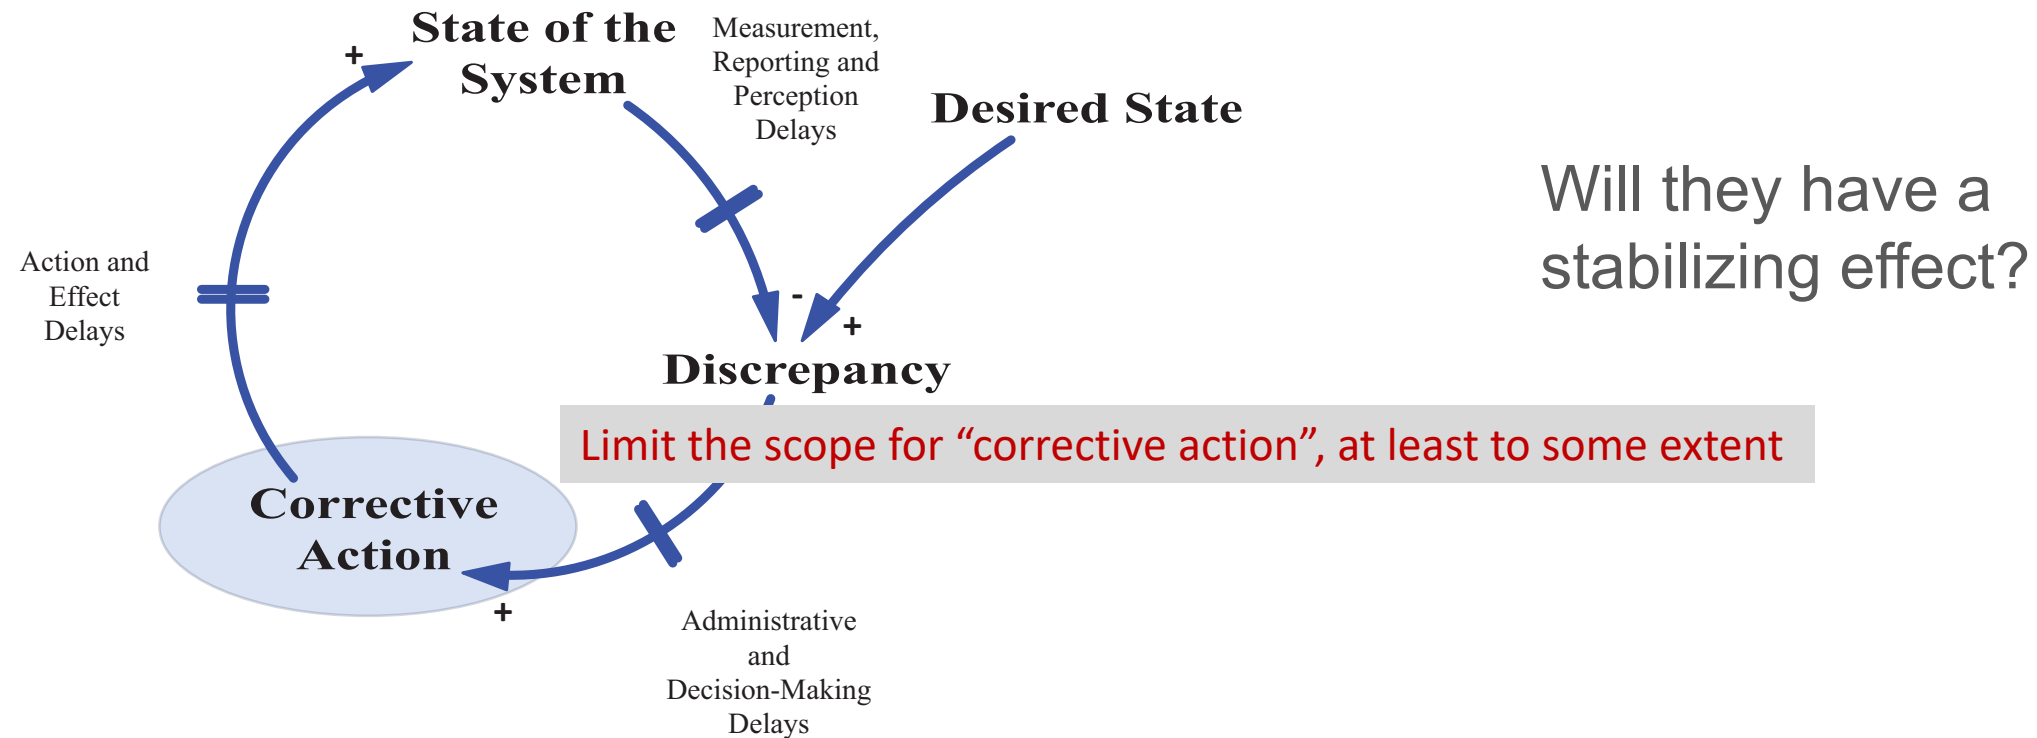 State of the
System
Measurement,
Reporting and
Perception
Delays
Desired State
Will they have a
stabilizing effect?
+
Action and
Effect
Delays
-
+
Discrepancy
Limit the scope for “corrective action”, at least to some extent
Corrective
Action
+
Administrative
and
Decision-Making
Delays